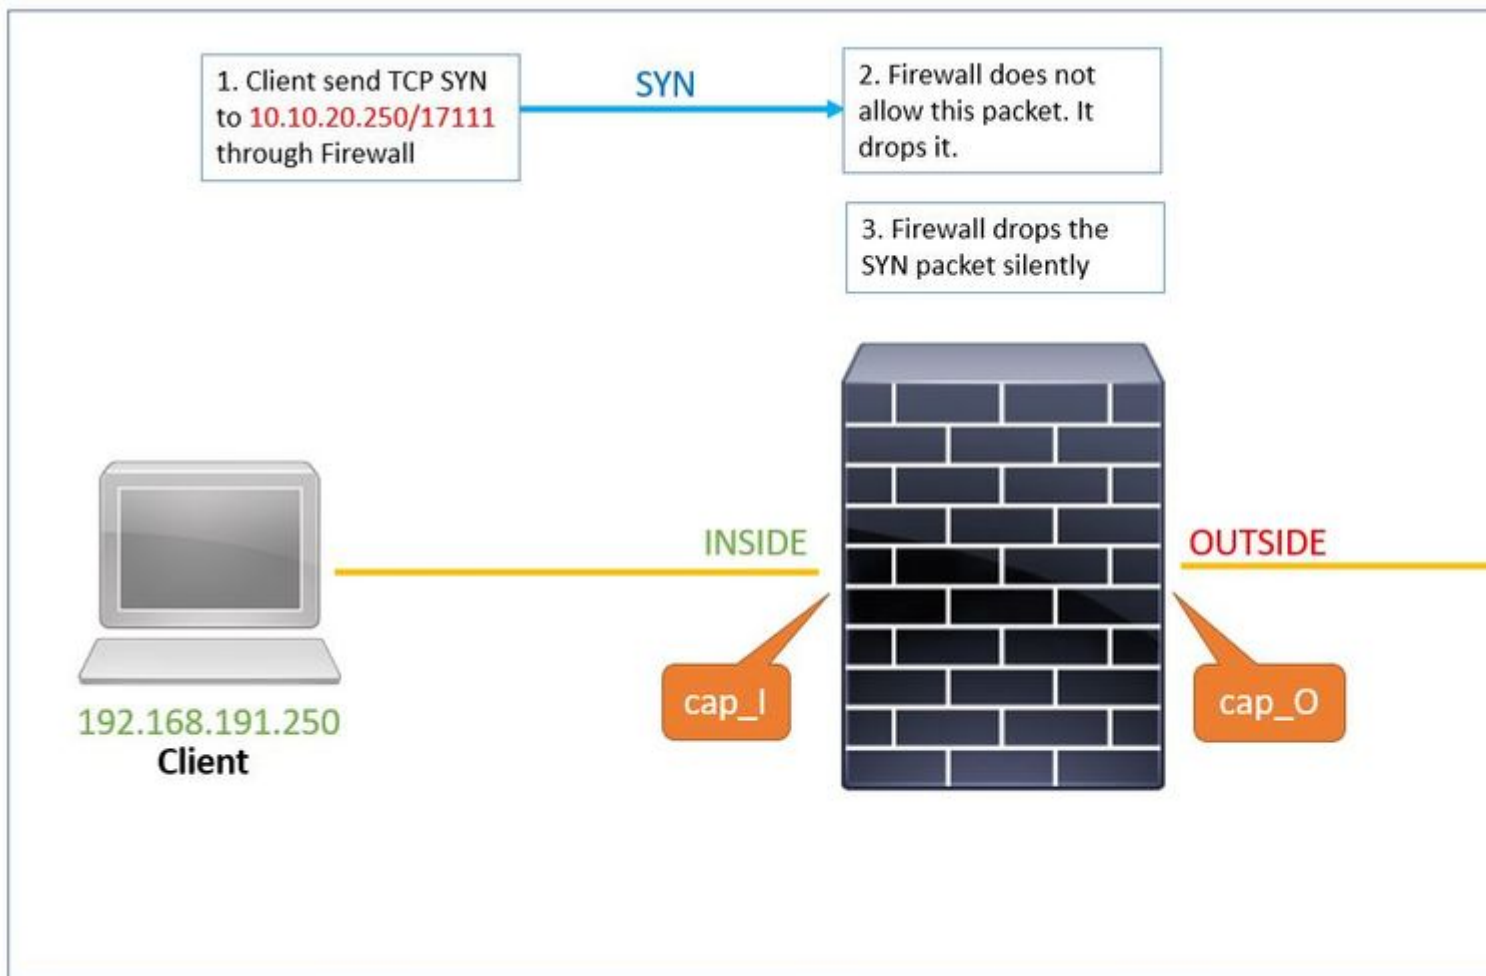 1. Client send TCP SYN
to 10.10.20.250/17111
through Firewall
SYN
2. Firewall does not
allow this packet. It
drops it.
3. Firewall drops the
SYN packet silently
INSIDE
OUTSIDE
cap_I
cap_O
192.168.191.250
Client